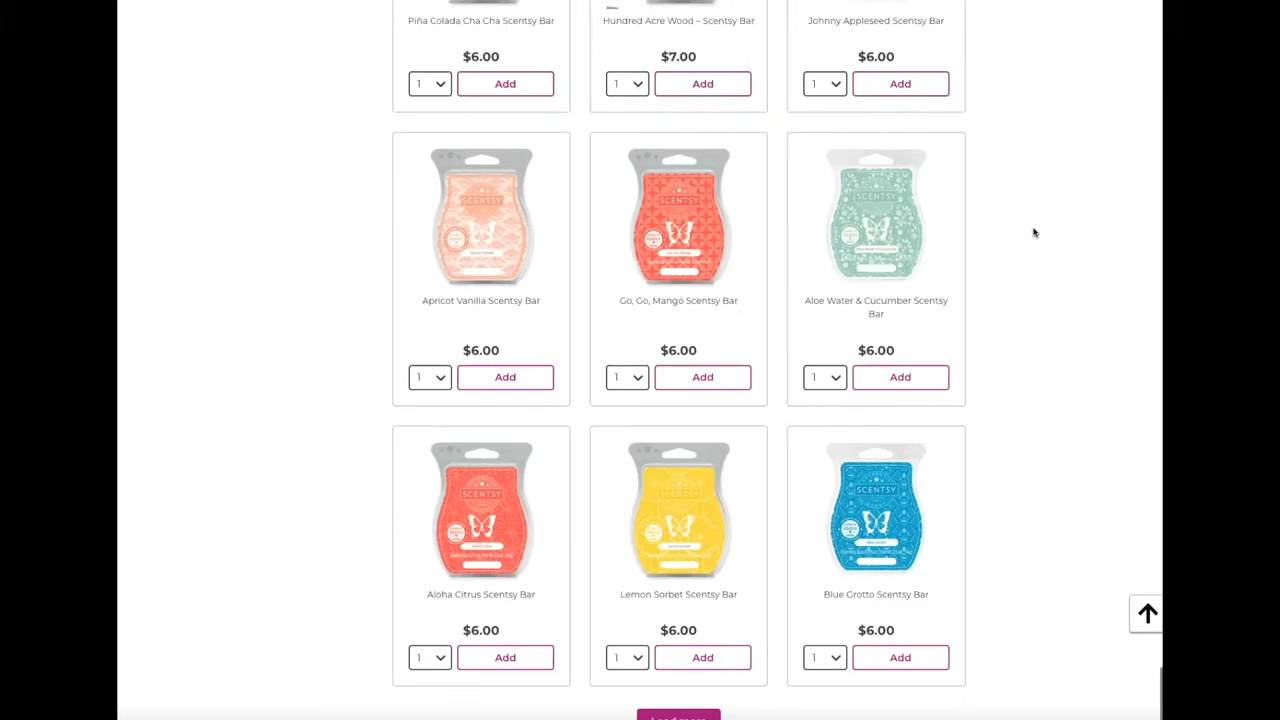 Piña Colada Cha Cha Scentsy Bar
Hundred Acre Wood – Scentsy Bar
Johnny Appleseed Scentsy Bar
$6.00
$7.00
$6.00
1
Add
1
Add
1
Add
SCENTSY
SCENTSY
SCENTSY
Apricot Vanilla Scentsy Bar
Go, Go, Mango Scentsy Bar
Aloe Water & Cucumber Scentsy
Bar
$6.00
$6.00
$6.00
1
Add
1
Add
1
Add
SCENTSY
SCENTSY
SCENTSY
Aloha Citrus Scentsy Bar
Lemon Sorbet Scentsy Bar
Blue Grotto Scentsy Bar
$6.00
$6.00
$6.00
1
Add
1
Add
1
Add
Load more